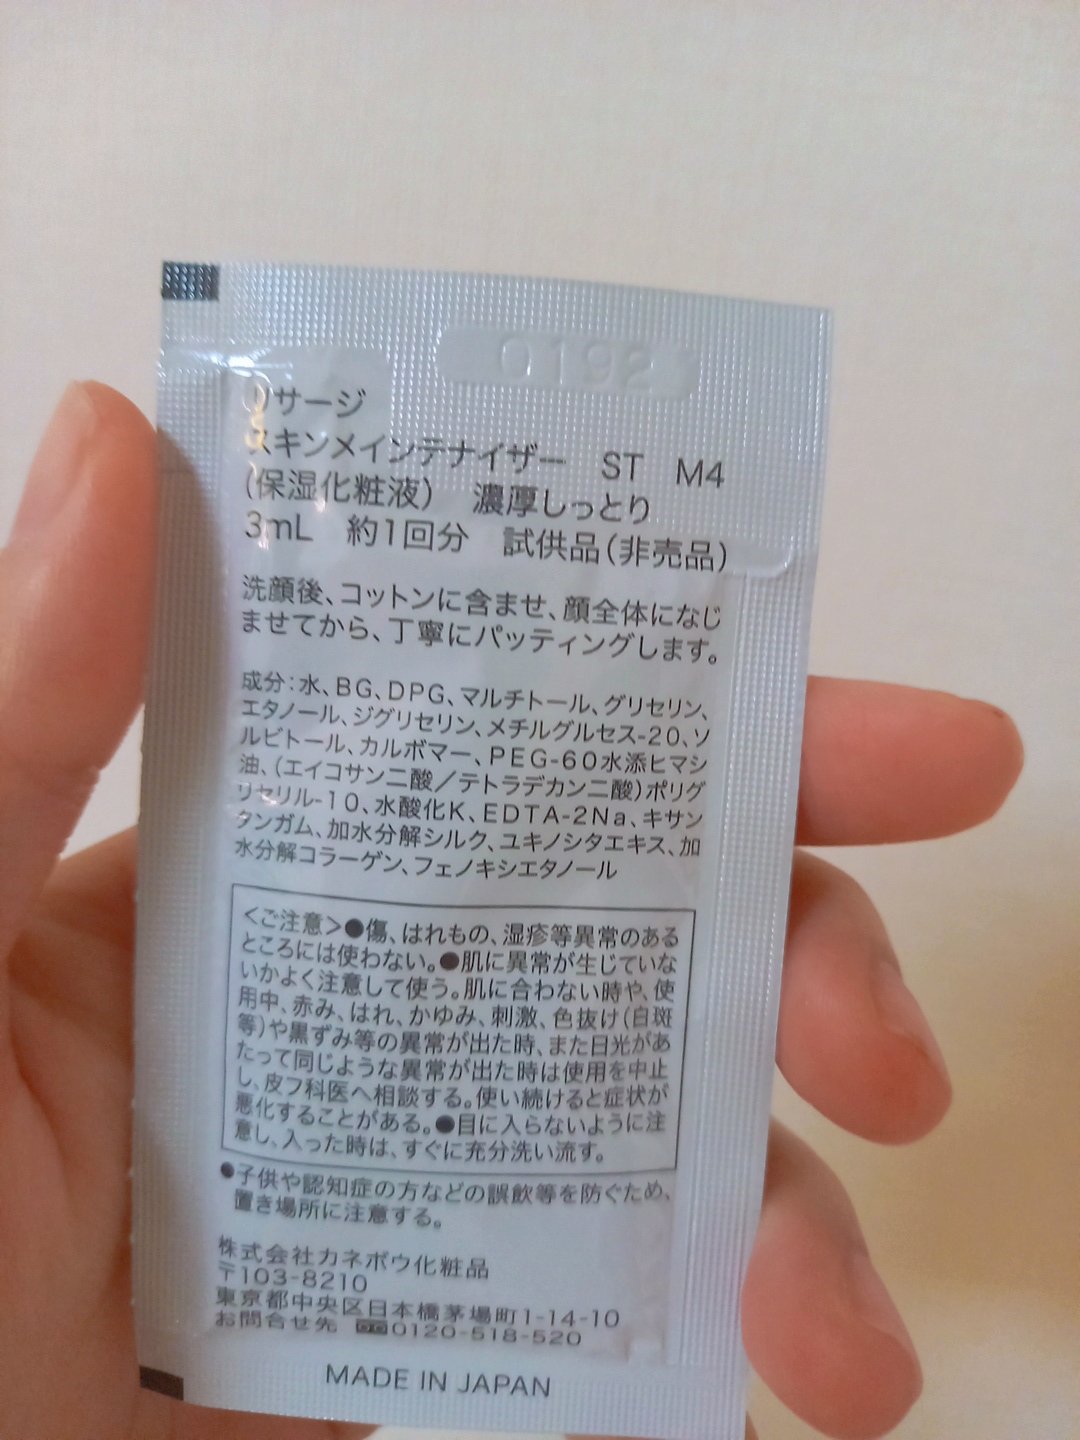 0192
リサージ
スキンメインテナイザー ST M4
(保湿化粧液) 濃厚しっとり
3mL 約1回分 試供品(非売品)
洗顔後、コットンに含ませ、顔全体になじ
ませてから、丁寧にパッティングします。
成分:水、BG、DPG、マルチトール、グリセリン、
エタノール、ジグリセリン、メチルグルセス-20、ソ
ルビトール、カルボマー、PEG-60水添ヒマシ
油、(エイコサン二酸/テトラデカン二酸)ポリグ
リセリル-10、水酸化K、EDTA-2Na、キサン
タンガム、加水分解シルク、ユキノシタエキス、加
水分解コラーゲン、フェノキシエタノール
<ご注意>●傷、はれもの、湿疹等異常のある
ところには使わない。●肌に異常が生じていな
いかよく注意して使う。肌に合わない時や、使
用中、赤み、はれ、かゆみ、刺激、色抜け(白斑
等)や黒ずみ等の異常が出た時、また日光があ
たって同じような異常が出た時は使用を中止
し、皮フ科医へ相談する。使い続けると症状が
悪化することがある。●目に入らないように注
意し、入った時は、すぐに充分洗い流す。
●子供や認知症の方などの誤飲等を防ぐため、
置き場所に注意する。
株式会社カネボウ化粧品
〒103-8210
東京都中央区日本橋茅場町1-14-10
お問合せ先 0120-518-520
MADE IN JAPAN